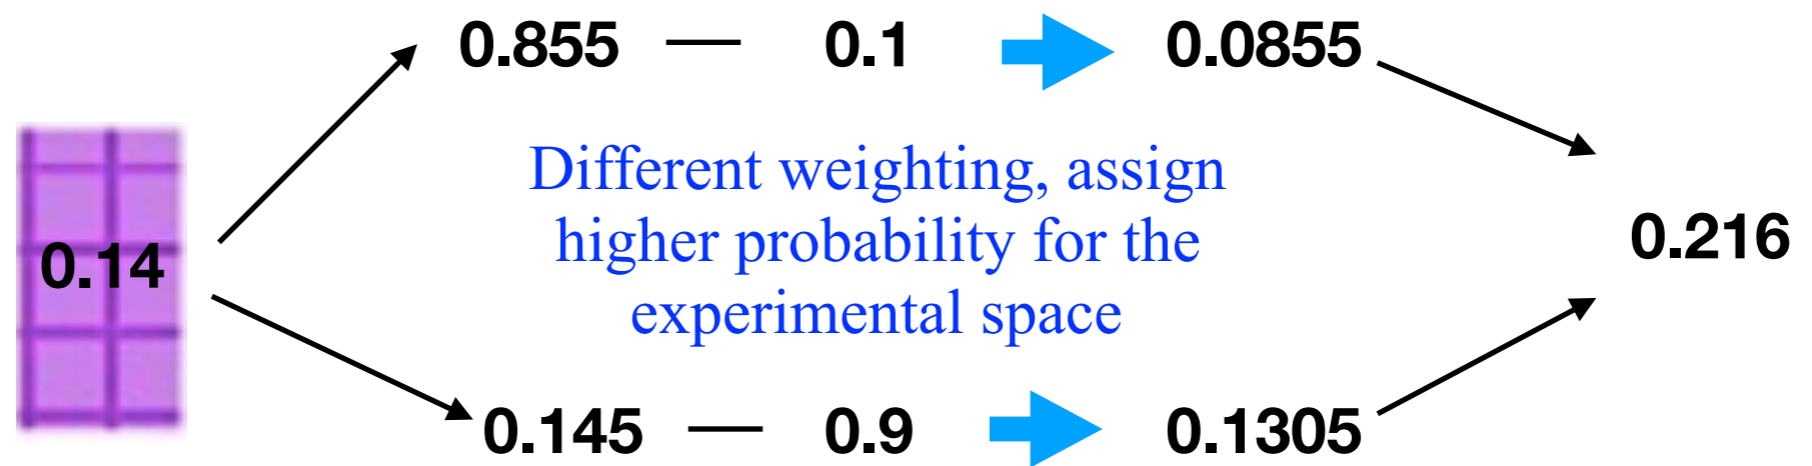 0.855 — 0.1 0.0855
Different weighting, assign
higher probability for the
experimental space
0.14
0.216
0.145 — 0.9 0.1305